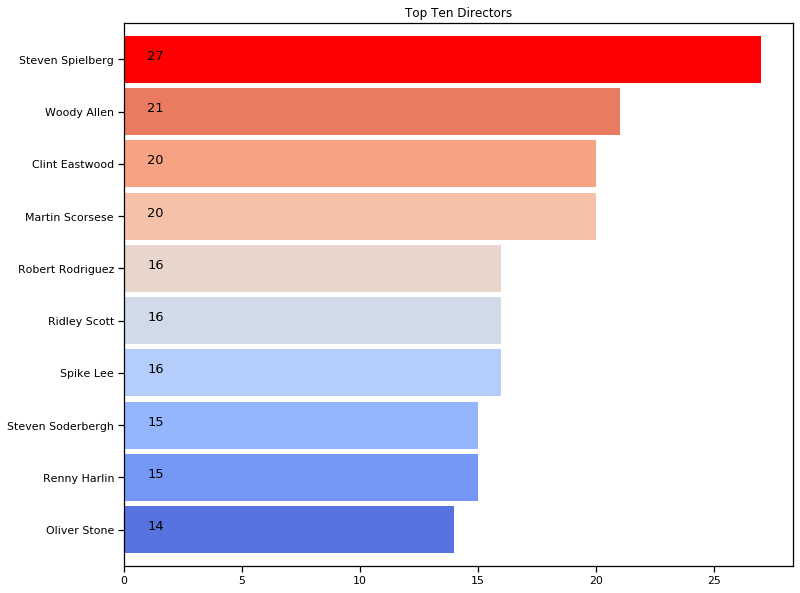 Top Ten Directors
Steven Spielberg 27
Woody Allen 21
Clint Eastwood 20
Martin Scorsese 20
Robert Rodriguez 16
Ridley Scott 16
Spike Lee 16
Steven Soderbergh 15
Renny Harlin 15
Oliver Stone 14
0 5 10 15 20 25